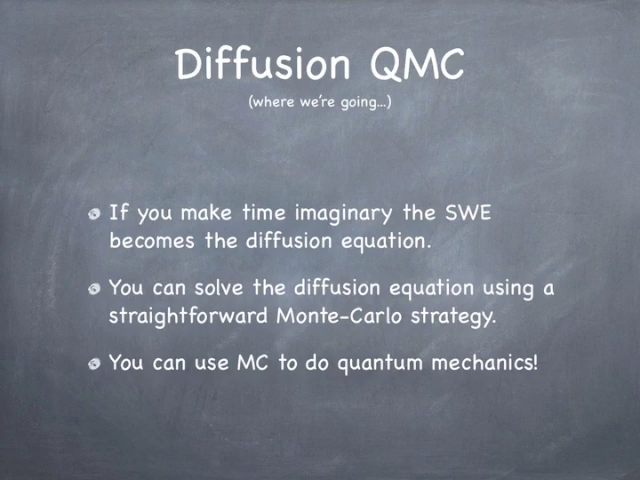 Diffusion QMC
(where we're going...)
If you make time imaginary the SWE
becomes the diffusion equation.
You can solve the diffusion equation using a
straightforward Monte-Carlo strategy.
You can use MC to do quantum mechanics!